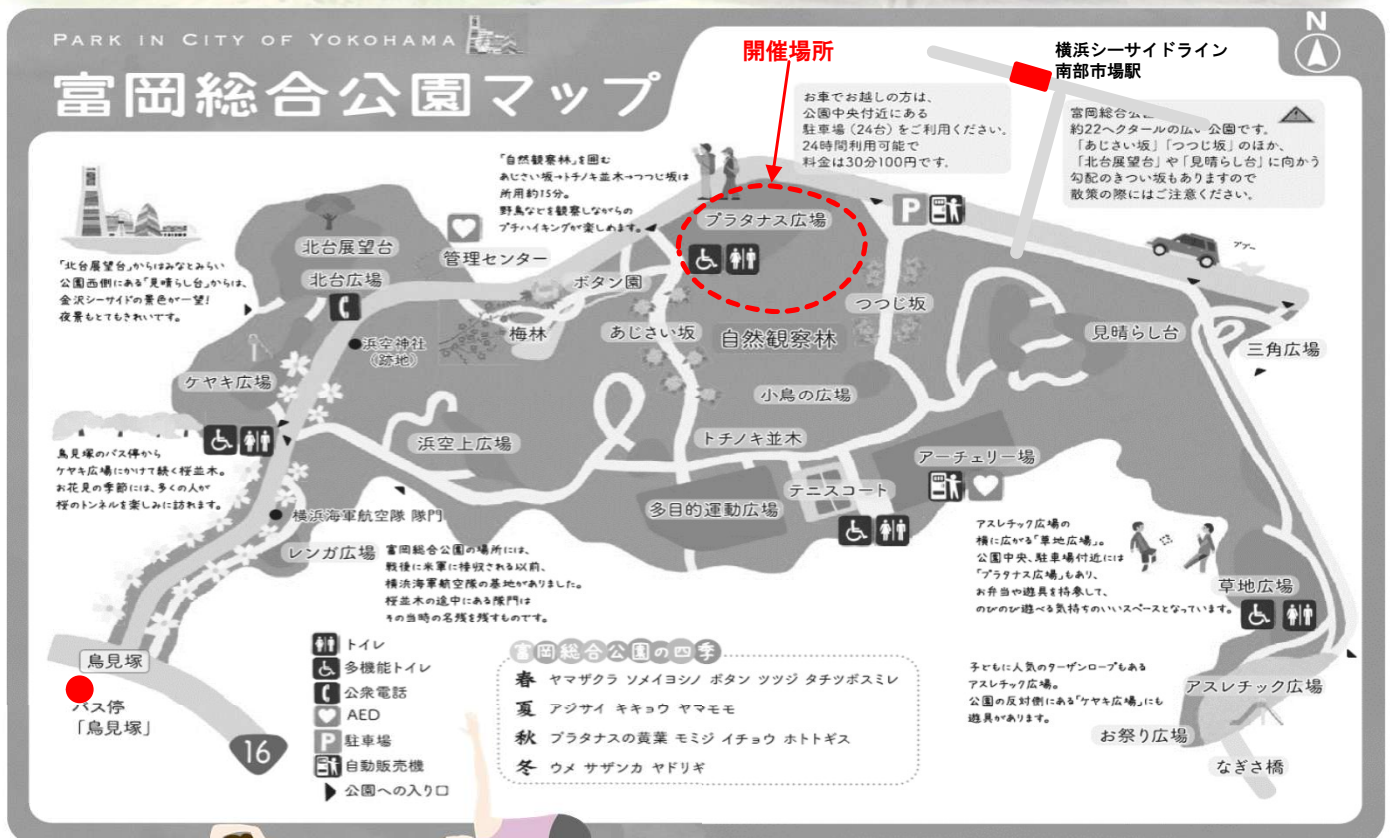 PARK IN CITY OF YOKOHAMA
富岡総合公園マップ
開催場所
N
横浜シーサイドライン
南部市場駅
お車でお越しの方は、
公園中央付近にある
駐車場(24台)をご利用ください。
24時間利用可能で
料金は30分100円です。
富岡総合公
約22ヘクタールの広い公園です。
「あじさい坂」「つつじ坂」のほか、
「北台展望台」や「見晴らし台」に向かう
勾配のきつい坂もありますので
散策の際にはご注意ください。
「自然観察林」を囲む
あじさい坂→トチノキ並木→つつじ坂は
所用約15分。
野鳥などを観察しながらの
プチハイキングが楽しめます。
プラタナス広場
P
北台展望台
管理センター
北台広場
ボタン園
つつじ坂
「北台展望台」からはみなとみらい
公園西側にある「見晴らし台」からは、
金沢シーサイドの景色が一望!
夜景もとてもきれいです。
梅林
あじさい坂
自然観察林
見晴らし台
三角広場
浜空神社
(跡地)
ケヤキ広場
小鳥の広場
浜空上広場
トチノキ並木
アーチェリー場
鳥見塚のバス停から
ケヤキ広場にかけて続く桜並木。
お花見の季節には、多くの人が
桜のトンネルを楽しみに訪れます。
テニスコート
多目的運動広場
横浜海軍航空隊 隊門
レンガ広場
富岡総合公園の場所には、
戦後に米軍に接収される以前、
横浜海軍航空隊の基地がありました。
桜並木の途中にある隊門は
その当時の名残を残すものです。
アスレチック広場の
横に広がる「草地広場」。
公園中央、駐車場付近には
「プラタナス広場」もあり、
お弁当や遊具を持参して、
のびのび遊べる気持ちのいいスペースとなっています。
草地広場
鳥見塚
バス停
「鳥見塚」
16
トイレ
多機能トイレ
公衆電話
AED
P 駐車場
自動販売機
公園への入り口
富岡総合公園の四季
春 ヤマザクラ ソメイヨシノ ボタン ツツジ タチツボスミレ
夏 アジサイ キキョウ ヤマモモ
秋 プラタナスの黄葉 モミジ イチョウ ホトトギス
冬 ウメ サザンカ ヤドリギ
子どもに人気のターザンロープもある
アスレチック広場。
公園の反対側にある「ケヤキ広場」にも
遊具があります。
アスレチック広場
お祭り広場
なぎさ橋